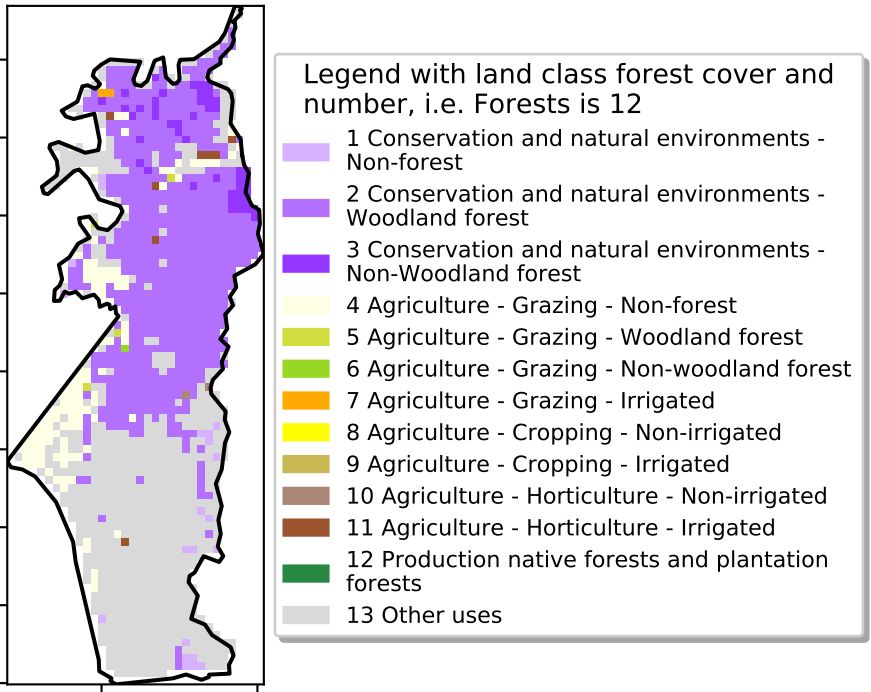 Legend with land class forest cover and
number, i.e. Forests is 12
1 Conservation and natural environments -
Non-forest
2 Conservation and natural environments -
Woodland forest
3 Conservation and natural environments -
Non-Woodland forest
4 Agriculture - Grazing - Non-forest
5 Agriculture - Grazing - Woodland forest
6 Agriculture - Grazing - Non-woodland forest
7 Agriculture - Grazing - Irrigated
8 Agriculture - Cropping - Non-irrigated
9 Agriculture - Cropping - Irrigated
10 Agriculture - Horticulture - Non-irrigated
11 Agriculture - Horticulture - Irrigated
12 Production native forests and plantation
forests
13 Other uses